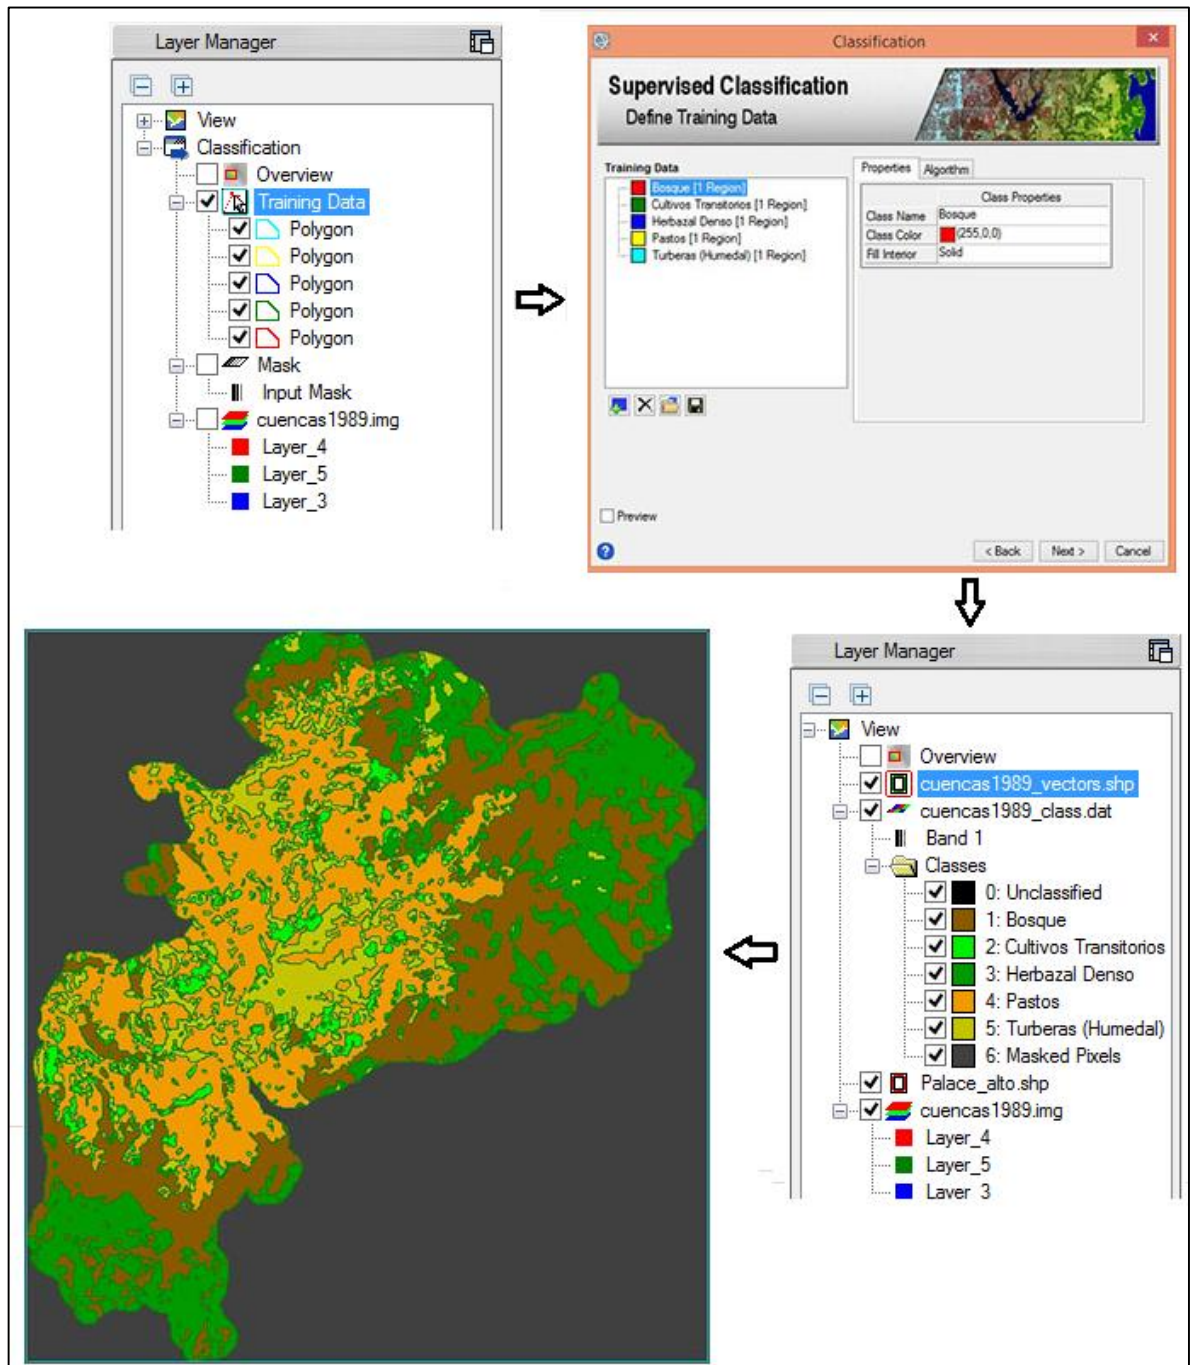 Layer Manager
View
Classification
Overview
Training Data
Polygon
Polygon
Polygon
Polygon
Polygon
Mask
Input Mask
cuencas1989.img
Layer_4
Layer_5
Layer_3
Classification
Supervised Classification
Define Training Data
Training Data
Bosque [1 Region]
Cultivos Transitorios [1 Region]
Herbazal Denso [1 Region]
Pastos [1 Region]
Turberas (Humedal) [1 Region]
Properties Algorithm
Class Properties
Class Name Bosque
Class Color (255,0,0)
Fill Interior Solid
Preview
< Back Next > Cancel
Layer Manager
View
Overview
cuencas1989_vectors.shp
cuencas1989_class.dat
Band 1
Classes
0: Unclassified
1: Bosque
2: Cultivos Transitorios
3: Herbazal Denso
4: Pastos
5: Turberas (Humedal)
6: Masked Pixels
Palace_alto.shp
cuencas1989.img
Layer_4
Layer_5
Layer_3